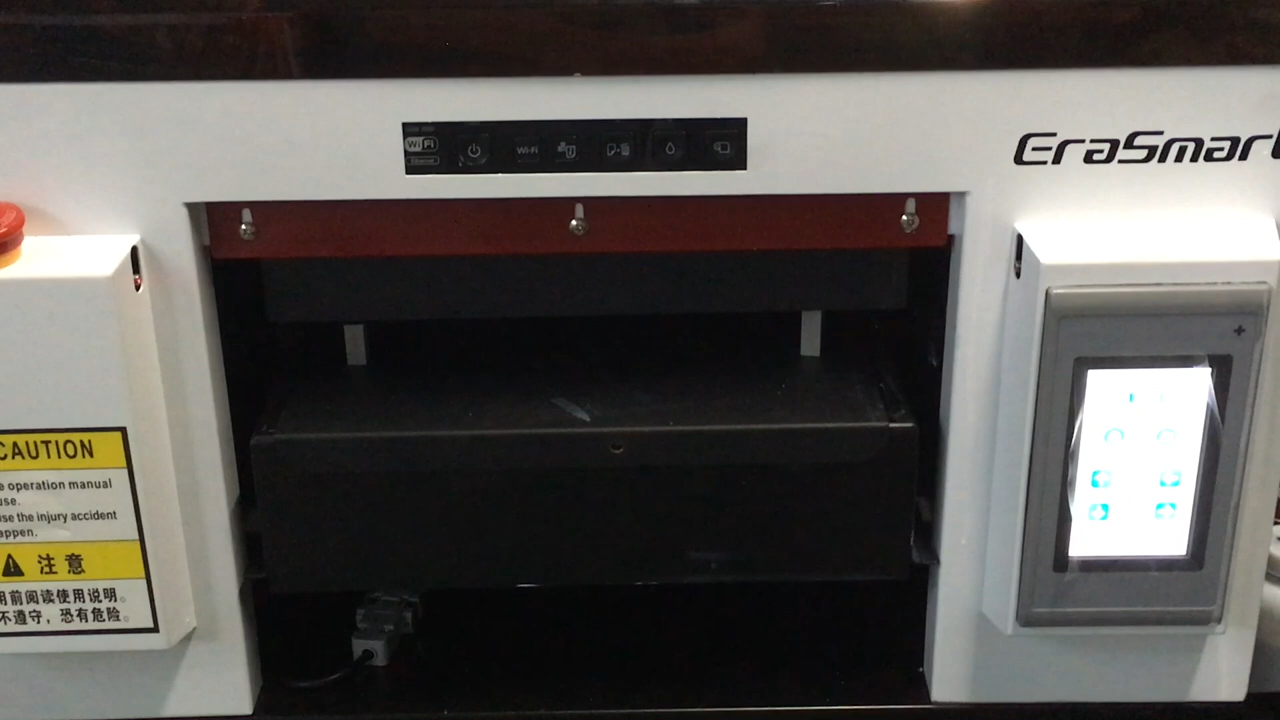 WiFi
Ethernet
Wi-Fi
EraSmart
CAUTION
e operation manual
use.
use the injury accident
appen.
注意
用前阅读使用说明。
不遵守，恐有危险。